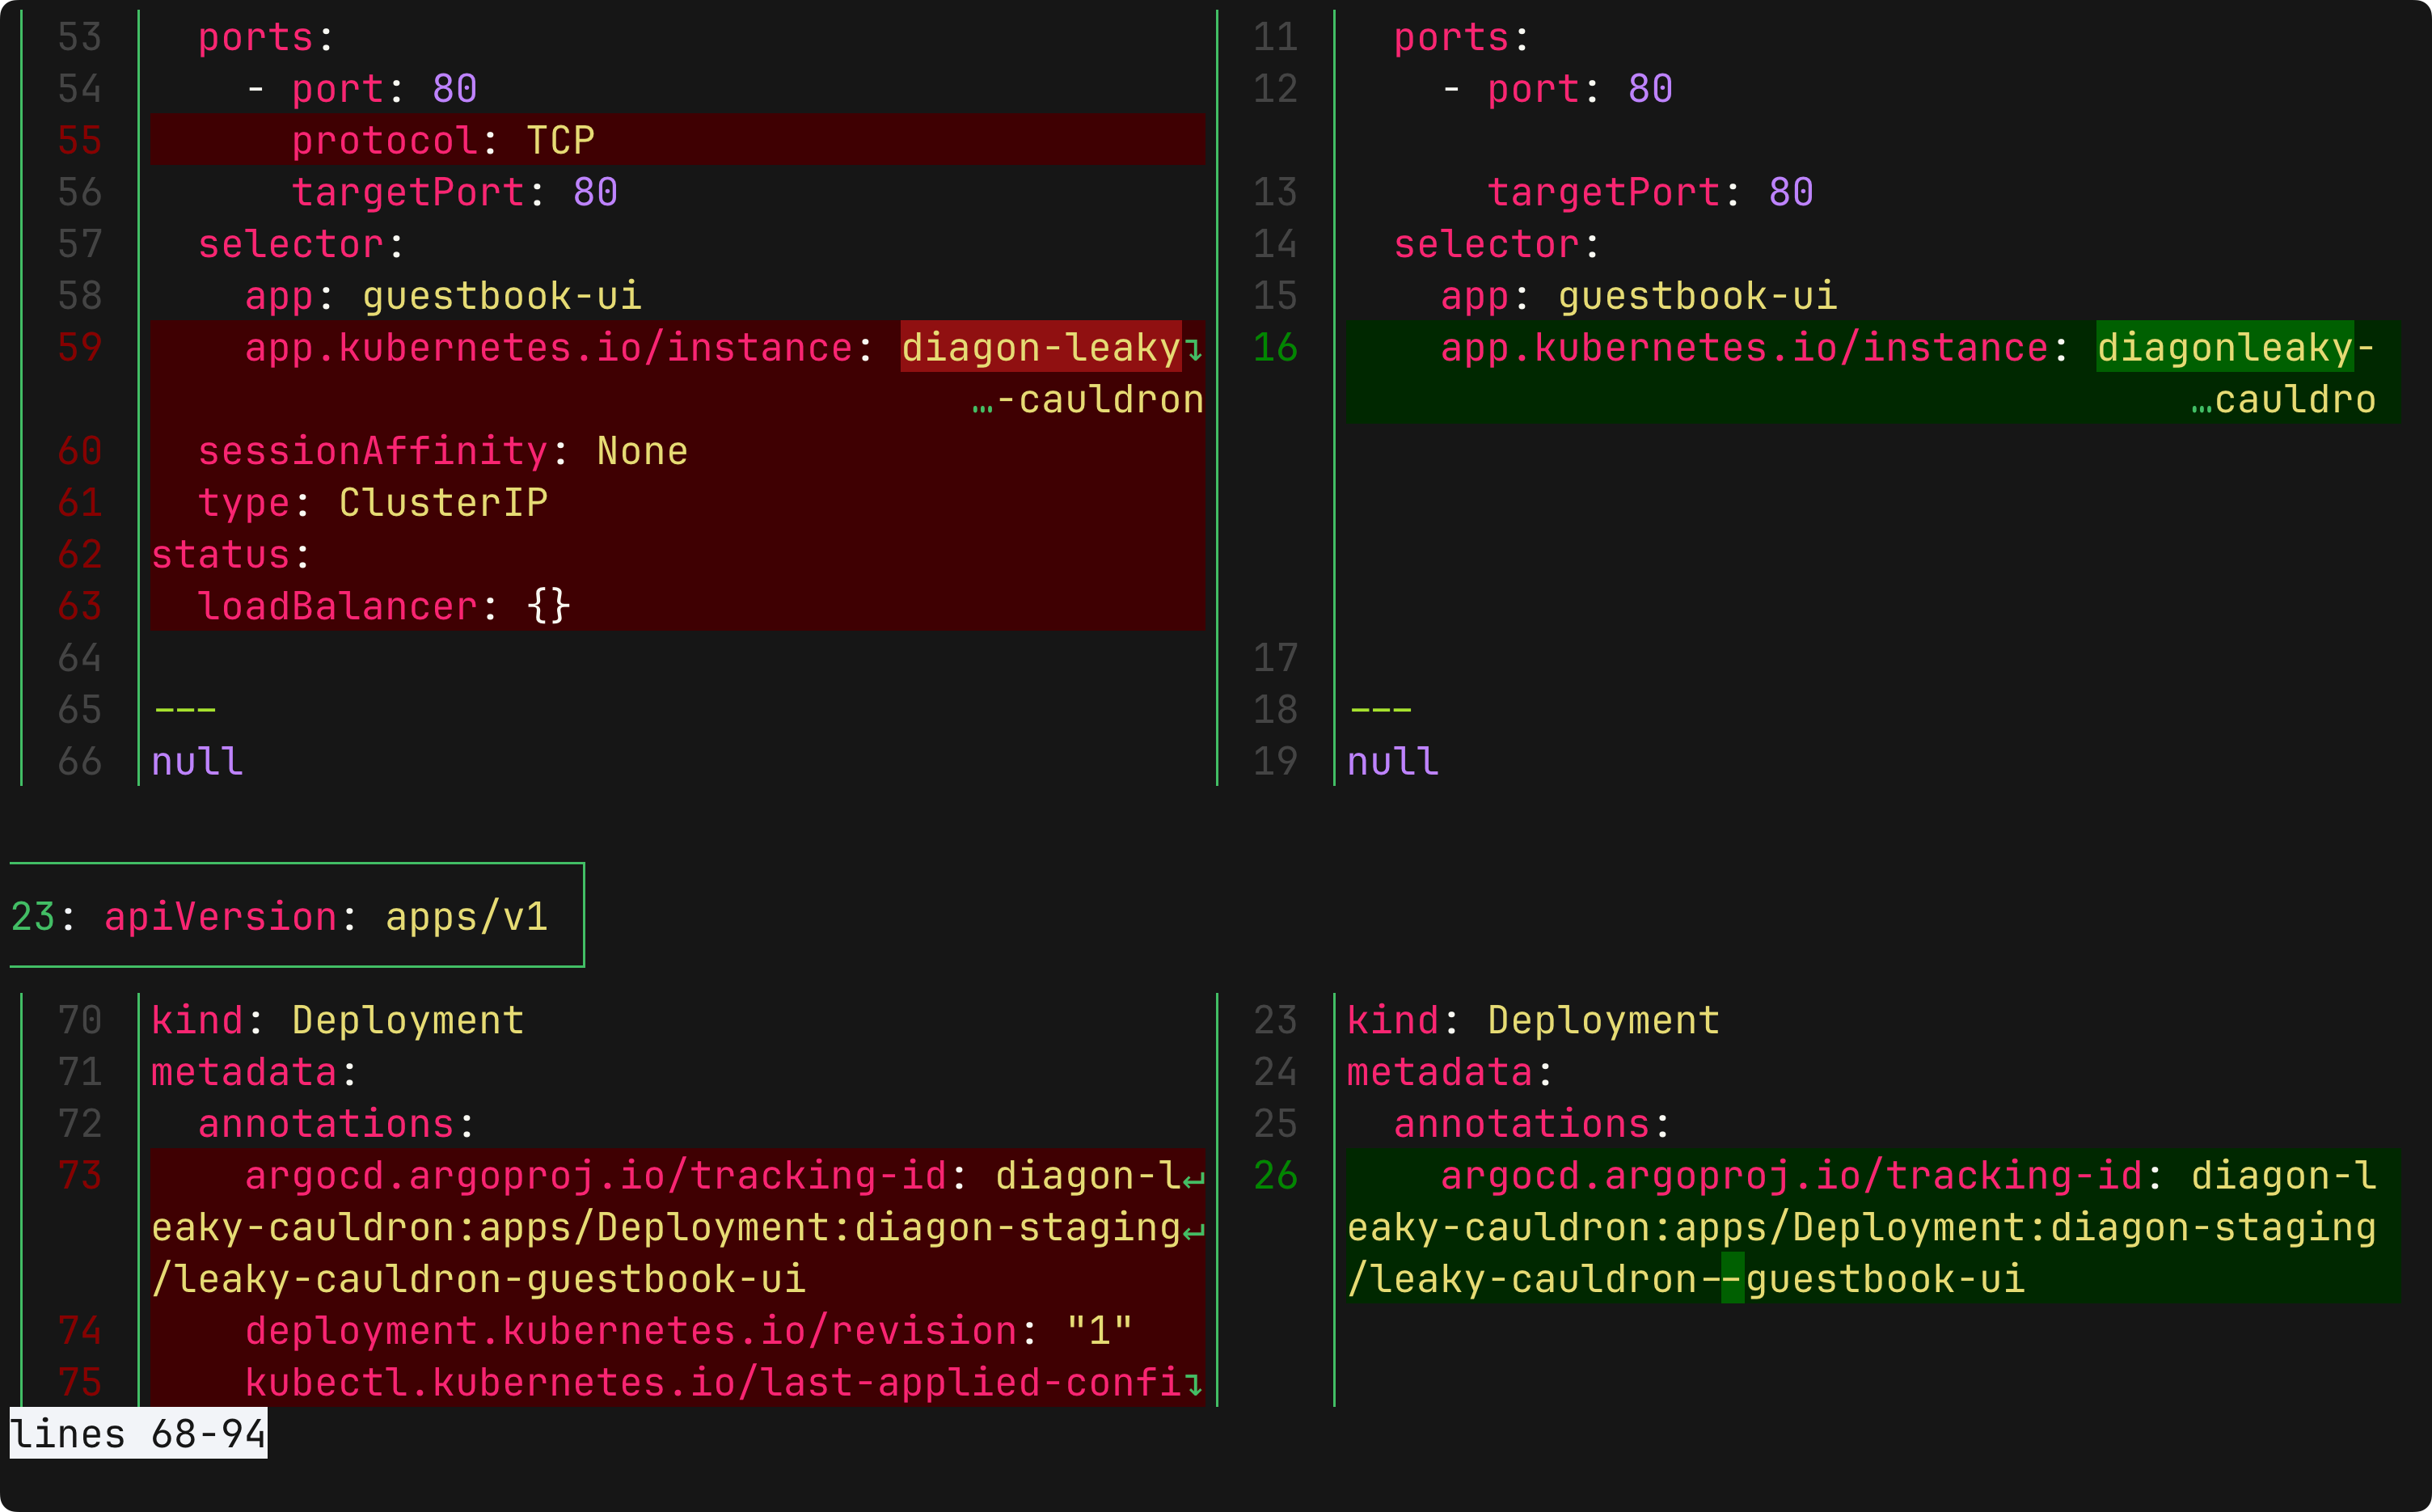 53   ports:
54     - port: 80
55       protocol: TCP
56       targetPort: 80
57   selector:
58     app: guestbook-ui
59     app.kubernetes.io/instance: diagon-leaky↴
…-cauldron
60   sessionAffinity: None
61   type: ClusterIP
62 status:
63   loadBalancer: {}
64
65 ---
66 null
11   ports:
12     - port: 80
13       targetPort: 80
14   selector:
15     app: guestbook-ui
16     app.kubernetes.io/instance: diagonleaky-
…cauldro
17
18 ---
19 null
23: apiVersion: apps/v1
70 kind: Deployment
71 metadata:
72   annotations:
73     argocd.argoproj.io/tracking-id: diagon-l↵
eaky-cauldron:apps/Deployment:diagon-staging↵
/leaky-cauldron-guestbook-ui
74     deployment.kubernetes.io/revision: "1"
75     kubectl.kubernetes.io/last-applied-confi↴
23 kind: Deployment
24 metadata:
25   annotations:
26     argocd.argoproj.io/tracking-id: diagon-l
eaky-cauldron:apps/Deployment:diagon-staging
/leaky-cauldron--guestbook-ui
lines 68-94